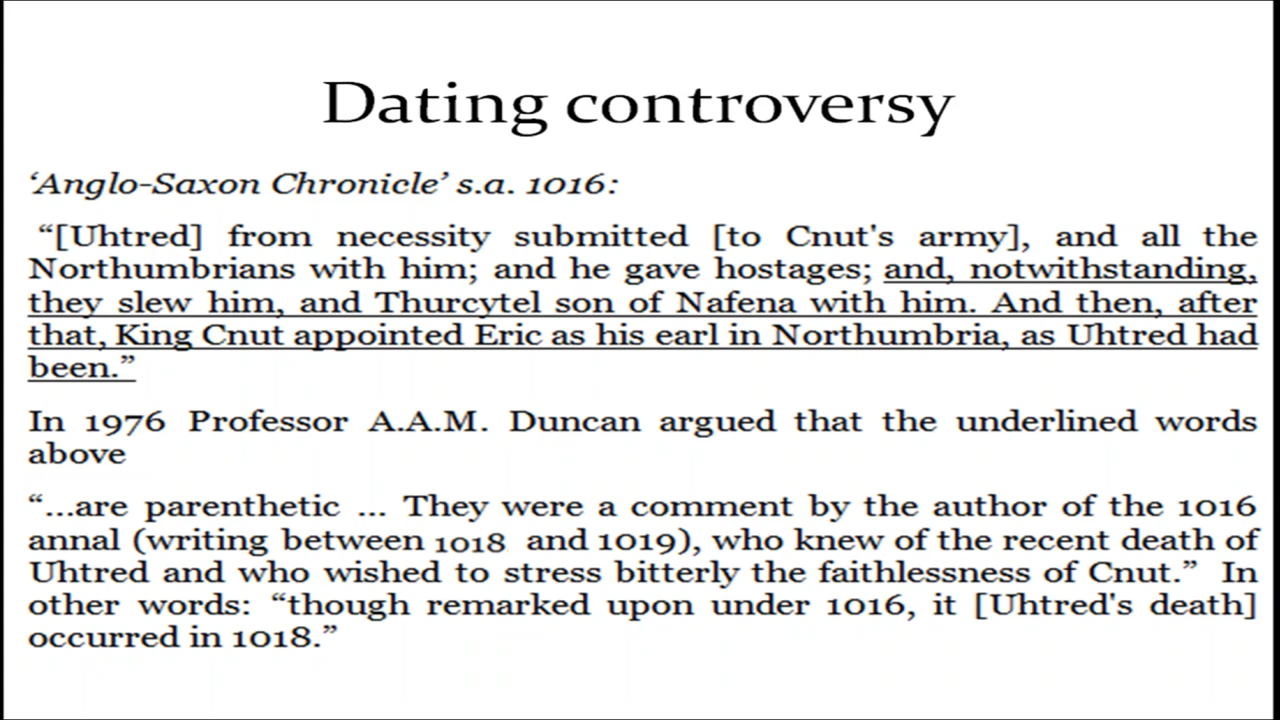 Dating controversy
‘Anglo-Saxon Chronicle’ s.a. 1016:
“[Uhtred] from necessity submitted [to Cnut's army], and all the
Northumbrians with him; and he gave hostages; and, notwithstanding,
they slew him, and Thurcytel son of Nafena with him. And then, after
that, King Cnut appointed Eric as his earl in Northumbria, as Uhtred had
been.”
In 1976 Professor A.A.M. Duncan argued that the underlined words
above
“...are parenthetic ... They were a comment by the author of the 1016
annal (writing between 1018 and 1019), who knew of the recent death of
Uhtred and who wished to stress bitterly the faithlessness of Cnut.” In
other words: “though remarked upon under 1016, it [Uhtred's death]
occurred in 1018.”